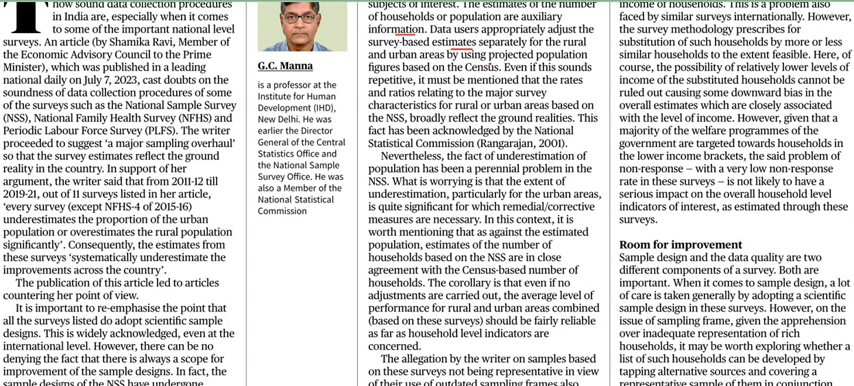 T
how sound data collection procedures
in India are, especially when it comes
to some of the important national level
surveys. An article (by Shamika Ravi, Member of
the Economic Advisory Council to the Prime
Minister), which was published in a leading
national daily on July 7, 2023, cast doubts on the
soundness of data collection procedures of some
of the surveys such as the National Sample Survey
(NSS), National Family Health Survey (NFHS) and
Periodic Labour Force Survey (PLFS). The writer
proceeded to suggest ‘a major sampling overhaul’
so that the survey estimates reflect the ground
reality in the country. In support of her
argument, the writer said that from 2011-12 till
2019-21, out of 11 surveys listed in her article,
‘every survey (except NFHS-4 of 2015-16)
underestimates the proportion of the urban
population or overestimates the rural population
significantly’. Consequently, the estimates from
these surveys ‘systematically underestimate the
improvements across the country’.
The publication of this article led to articles
countering her point of view.
It is important to re-emphasise the point that
all the surveys listed do adopt scientific sample
designs. This is widely acknowledged, even at the
international level. However, there can be no
denying the fact that there is always a scope for
improvement of the sample designs. In fact, the
sample designs of the NSS have undergone
G.C. Manna
is a professor at the
Institute for Human
Development (IHD),
New Delhi. He was
earlier the Director
General of the Central
Statistics Office and
the National Sample
Survey Office. He was
also a Member of the
National Statistical
Commission
subjects of interest. The estimates of the number
of households or population are auxiliary
information. Data users appropriately adjust the
survey-based estimates separately for the rural
and urban areas by using projected population
figures based on the Census. Even if this sounds
repetitive, it must be mentioned that the rates
and ratios relating to the major survey
characteristics for rural or urban areas based on
the NSS, broadly reflect the ground realities. This
fact has been acknowledged by the National
Statistical Commission (Rangarajan, 2001).
Nevertheless, the fact of underestimation of
population has been a perennial problem in the
NSS. What is worrying is that the extent of
underestimation, particularly for the urban areas,
is quite significant for which remedial/corrective
measures are necessary. In this context, it is
worth mentioning that as against the estimated
population, estimates of the number of
households based on the NSS are in close
agreement with the Census-based number of
households. The corollary is that even if no
adjustments are carried out, the average level of
performance for rural and urban areas combined
(based on these surveys) should be fairly reliable
as far as household level indicators are
concerned.
The allegation by the writer on samples based
on these surveys not being representative in view
of their use of outdated sampling frames also
income of households. This is a problem also
faced by similar surveys internationally. However,
the survey methodology prescribes for
substitution of such households by more or less
similar households to the extent feasible. Here, of
course, the possibility of relatively lower levels of
income of the substituted households cannot be
ruled out causing some downward bias in the
overall estimates which are closely associated
with the level of income. However, given that a
majority of the welfare programmes of the
government are targeted towards households in
the lower income brackets, the said problem of
non-response – with a very low non-response
rate in these surveys – is not likely to have a
serious impact on the overall household level
indicators of interest, as estimated through these
surveys.
Room for improvement
Sample design and the data quality are two
different components of a survey. Both are
important. When it comes to sample design, a lot
of care is taken generally by adopting a scientific
sample design in these surveys. However, on the
issue of sampling frame, given the apprehension
over inadequate representation of rich
households, it may be worth exploring whether a
list of such households can be developed by
tapping alternative sources and covering a
representative sample of them in conjunction